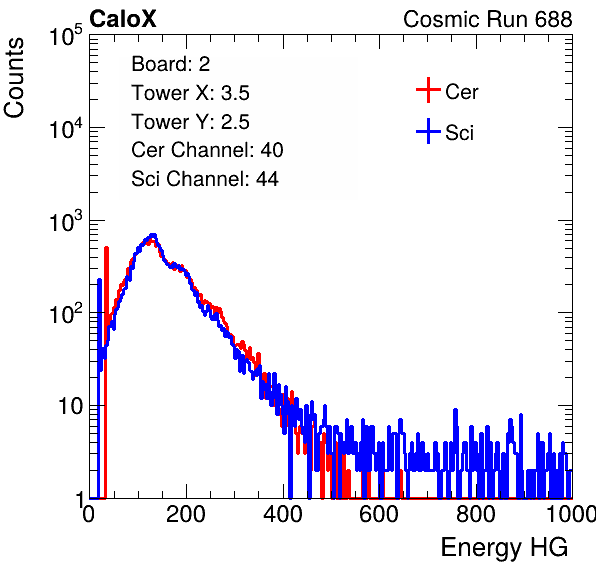 CaloX Cosmic Run 688
Counts
10^5
10^4
10^3
10^2
10
1
Board: 2
Tower X: 3.5
Tower Y: 2.5
Cer Channel: 40
Sci Channel: 44
Cer
Sci
0 200 400 600 800 1000
Energy HG